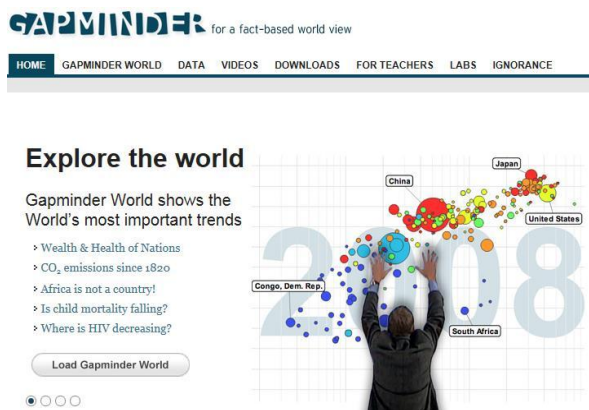 GAPMINDER for a fact-based world view
HOME GAPMINDER WORLD DATA VIDEOS DOWNLOADS FOR TEACHERS LABS IGNORANCE
Explore the world
Gapminder World shows the
World's most important trends
Wealth & Health of Nations
CO₂ emissions since 1820
Africa is not a country!
Is child mortality falling?
Where is HIV decreasing?
Load Gapminder World
Japan
China
United States
2008
Congo, Dem. Rep.
South Africa